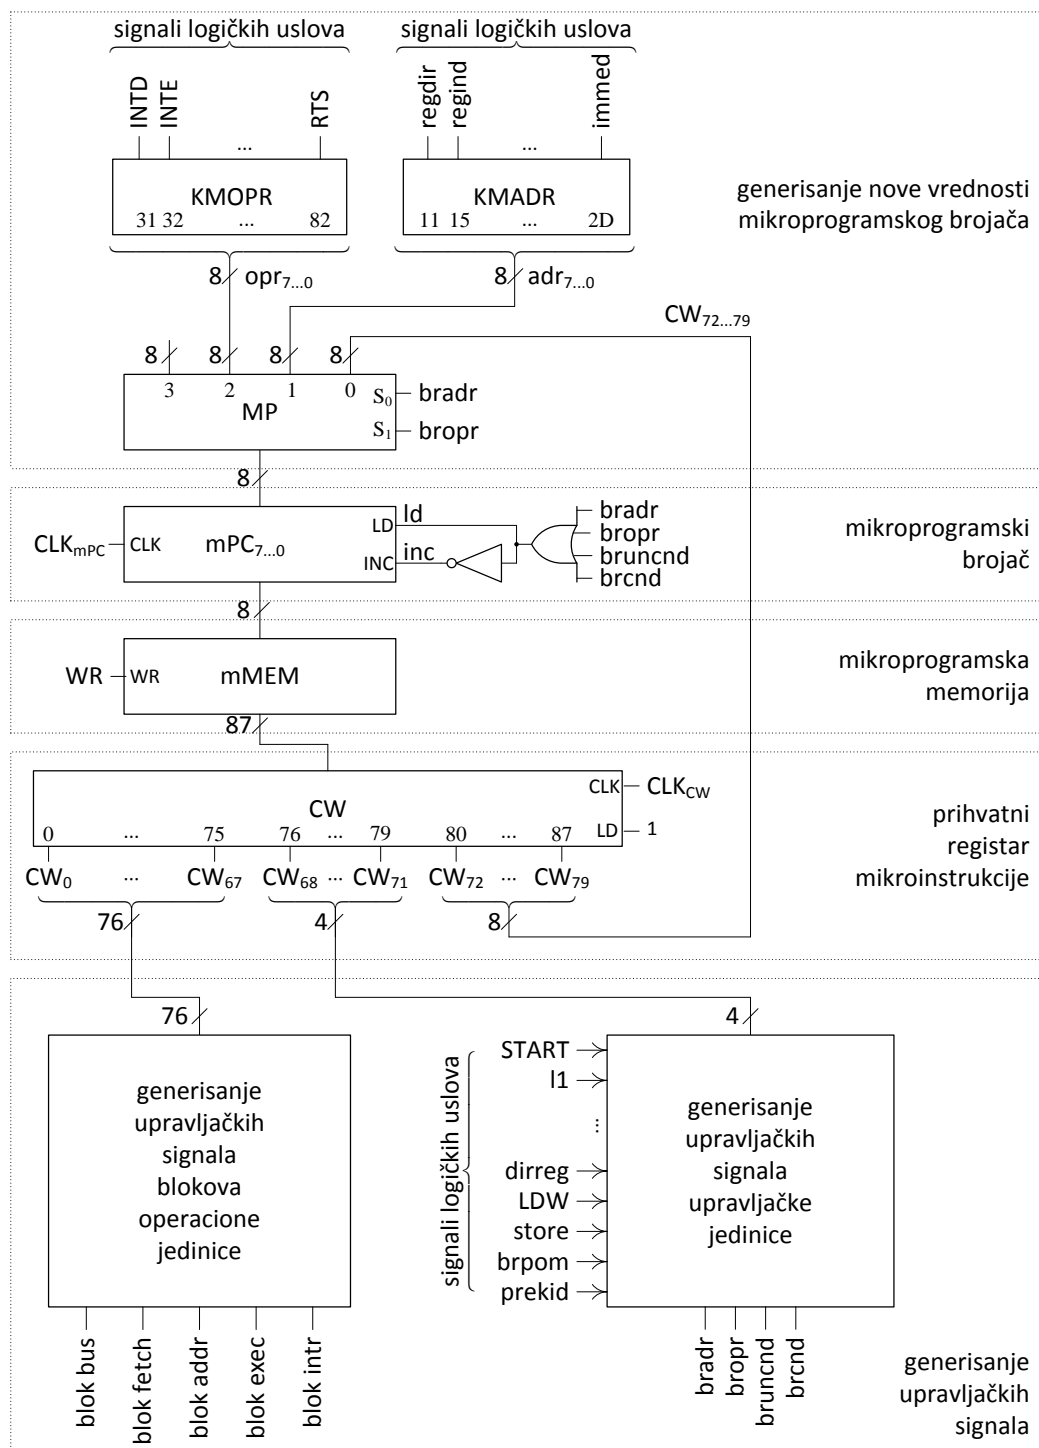 signali logičkih uslova
signali logičkih uslova
INTD
INTE
...
RTS
regdir
regind
...
immed
KMOPR
31 32 ... 82
KMADR
11 15 ... 2D
generisanje nove vrednosti
mikroprogramskog brojača
8 opr7...0
8 adr7...0
CW72...79
8 8 8 8
3 2 1 0
MP
S0 bradr
S1 bropr
8
CLKmPC CLK mPC7...0 LD ld
INC inc
bradr
bropr
bruncnd
brcnd
mikroprogramski
brojač
8
WR WR mMEM
mikroprogramska
memorija
87
CW
CLK CLKCW
LD 1
0 ... 75 76 ... 79 80 ... 87
CW0 ... CW67 CW68 ... CW71 CW72 ... CW79
76 4 8
prihvatni
registar
mikroinstrukcije
76
4
generisanje
upravljačkih
signala
blokova
operacione
jedinice
signali logičkih uslova
START
l1
...
dirreg
LDW
store
brpom
prekid
generisanje
upravljačkih
signala
upravljačke
jedinice
blok bus
blok fetch
blok addr
blok exec
blok intr
bradr
bropr
bruncnd
brcnd
generisanje
upravljačkih
signala